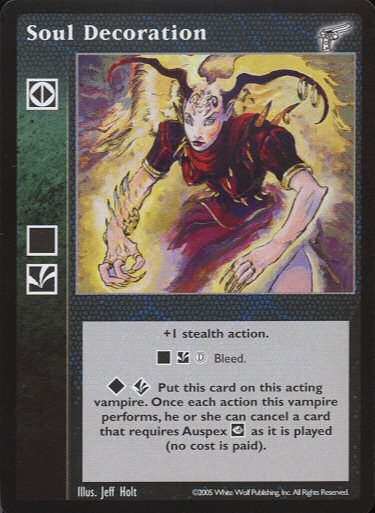 Soul Decoration
+1 stealth action.
D Bleed.
Put this card on this acting
vampire. Once each action this vampire
performs, he or she can cancel a card
that requires Auspex as it is played
(no cost is paid).
Illus. Jeff Holt ©2005 White Wolf Publishing, Inc. All Rights Reserved.